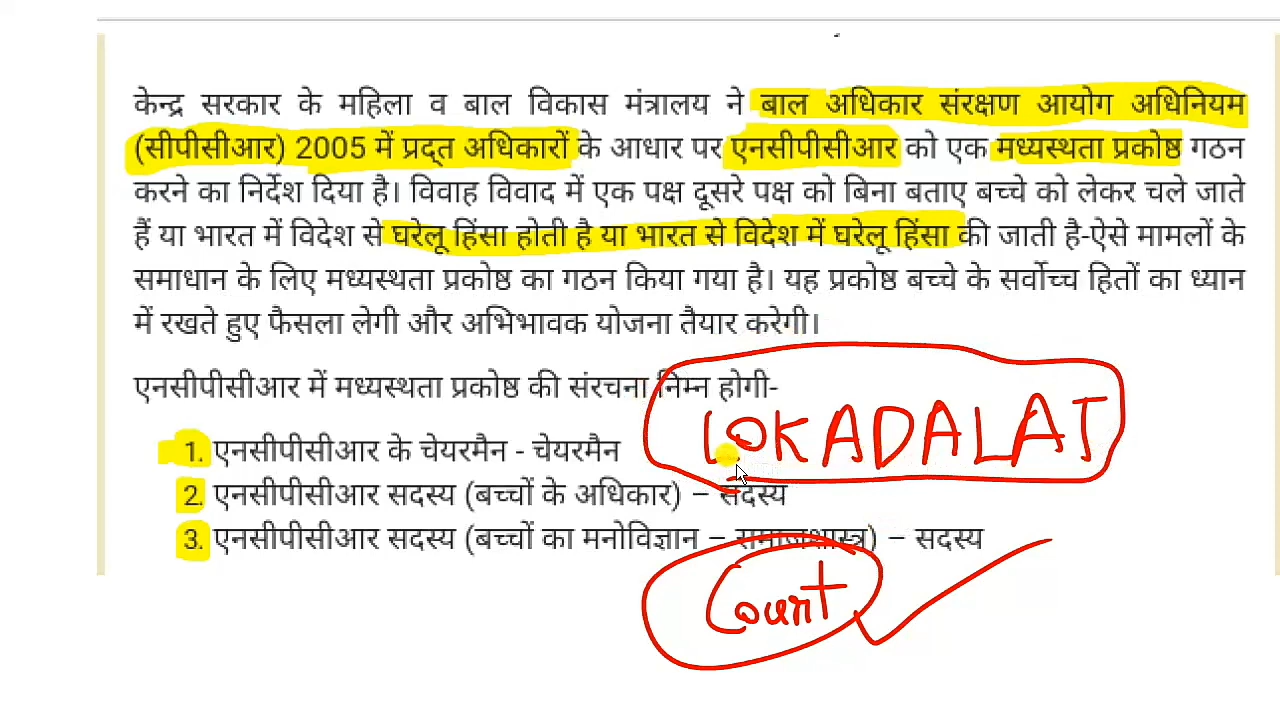 केन्द्र सरकार के महिला व बाल विकास मंत्रालय ने बाल अधिकार संरक्षण आयोग अधिनियम
(सीपीसीआर) 2005 में प्रद्त अधिकारों के आधार पर एनसीपीसीआर को एक मध्यस्थता प्रकोष्ठ गठन
करने का निर्देश दिया है। विवाह विवाद में एक पक्ष दूसरे पक्ष को बिना बताए बच्चे को लेकर चले जाते
हैं या भारत में विदेश से घरेलू हिंसा होती है या भारत से विदेश में घरेलू हिंसा की जाती है-ऐसे मामलों के
समाधान के लिए मध्यस्थता प्रकोष्ठ का गठन किया गया है। यह प्रकोष्ठ बच्चे के सर्वोच्च हितों का ध्यान
में रखते हुए फैसला लेगी और अभिभावक योजना तैयार करेगी।
एनसीपीसीआर में मध्यस्थता प्रकोष्ठ की संरचना निम्न होगी-
LOKADALAT
1. एनसीपीसीआर के चेयरमैन - चेयरमैन
2. एनसीपीसीआर सदस्य (बच्चों के अधिकार) – सदस्य
3. एनसीपीसीआर सदस्य (बच्चों का मनोविज्ञान – समाजशास्त्र) – सदस्य
Court